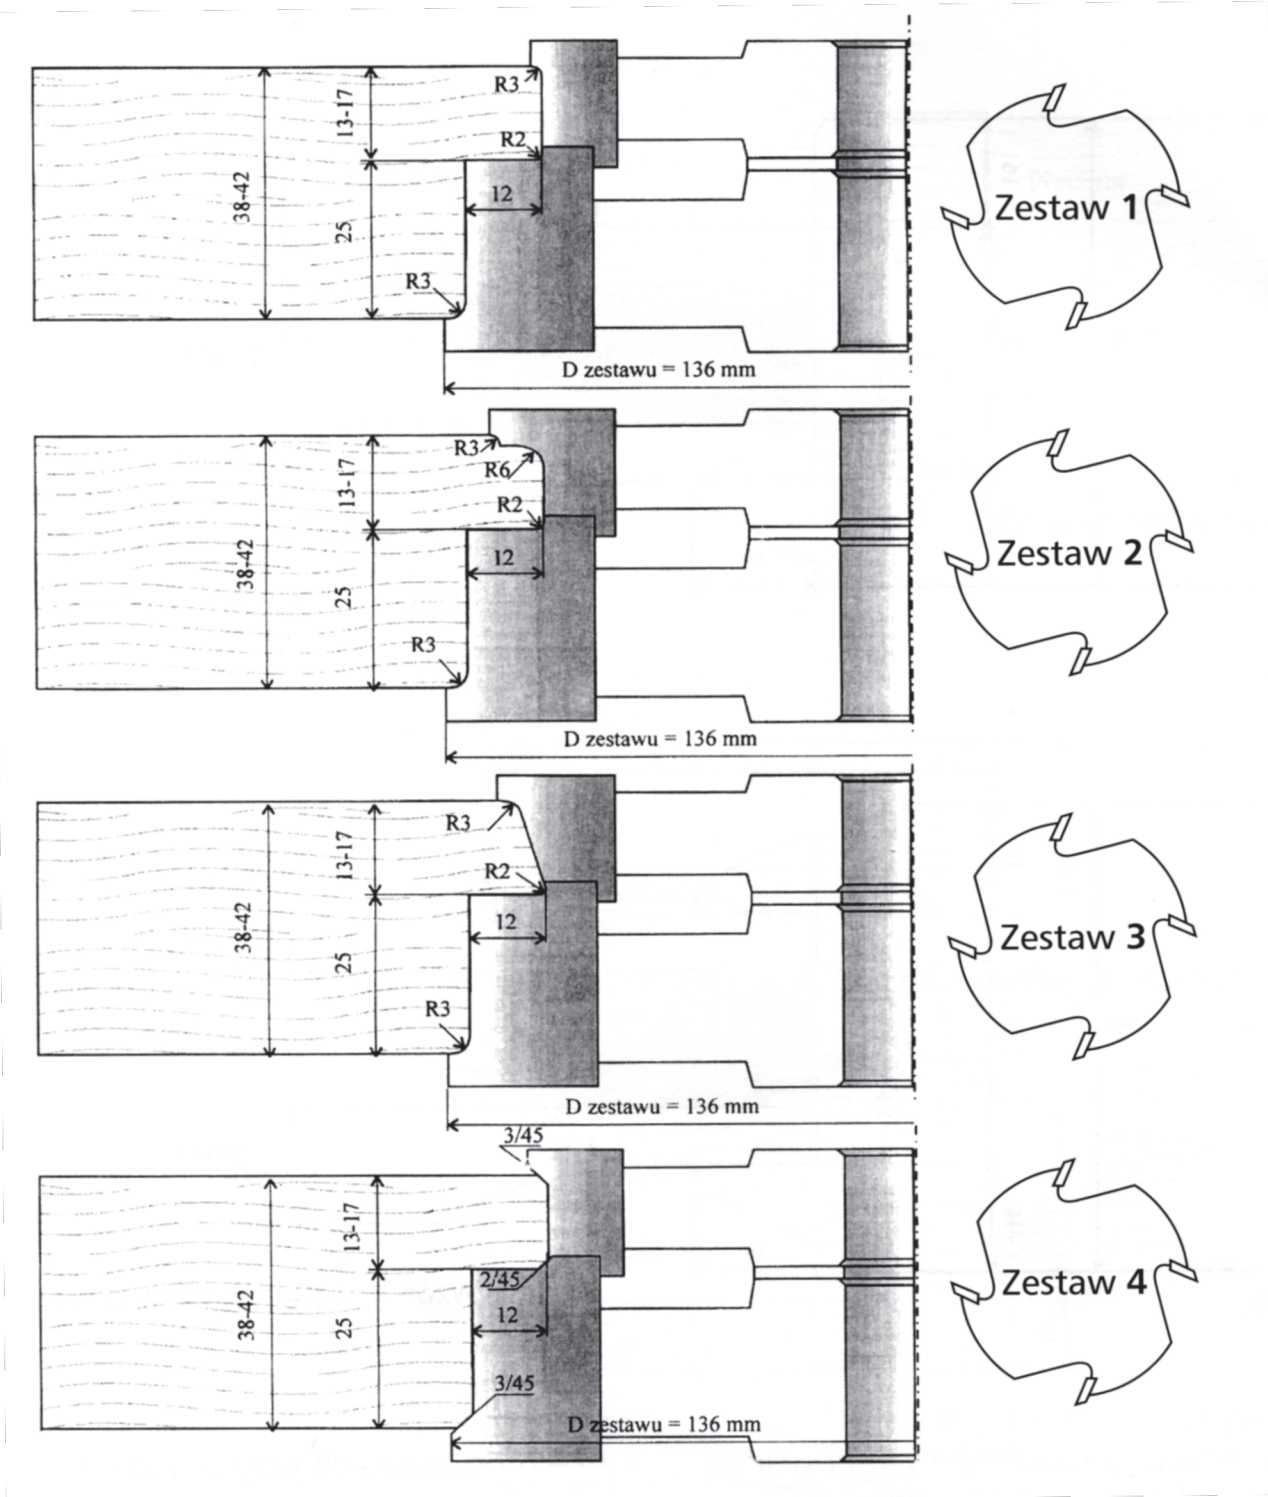 R3
13-17
R2
38-42
12
25
R3
Zestaw 1
D zestawu = 136 mm
R3
R6
13-17
R2
38-42
12
25
R3
Zestaw 2
D zestawu = 136 mm
R3
13-17
R2
38-42
12
25
R3
Zestaw 3
D zestawu = 136 mm
3/45
13-17
2/45
38-42
12
25
3/45
Zestaw 4
D zestawu = 136 mm